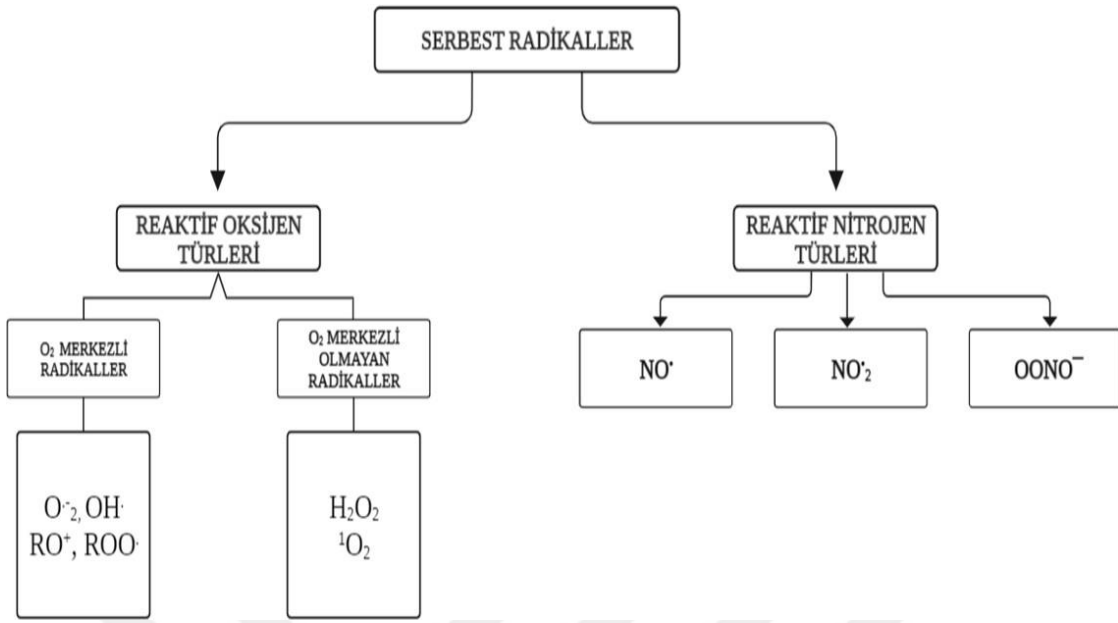 SERBEST RADİKALLER
REAKTİF OKSİJEN
TÜRLERİ
REAKTİF NİTROJEN
TÜRLERİ
O₂ MERKEZLİ
RADİKALLER
O₂ MERKEZLİ
OLMAYAN
RADİKALLER
NO˙
NO˙₂
OONO⁻
O˙⁻₂, OH˙
RO⁺, ROO˙
H₂O₂
¹O₂